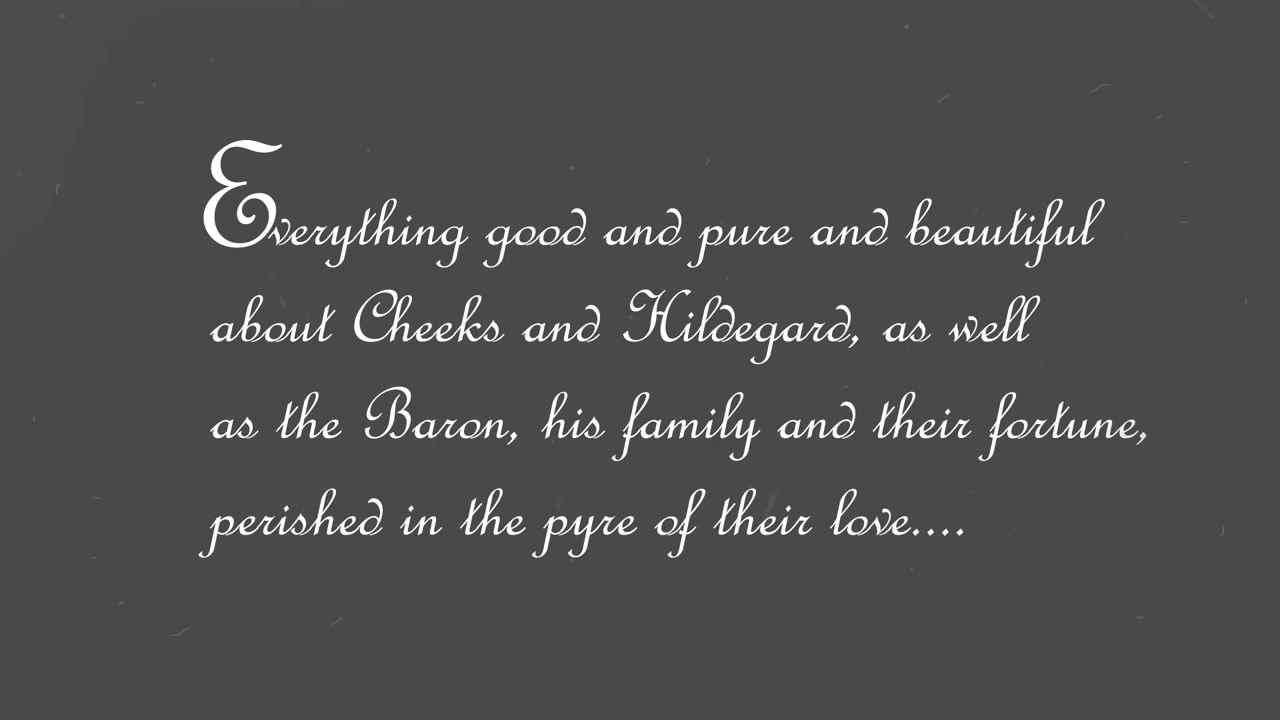 Everything good and pure and beautiful
about Cheeks and Hildegard, as well
as the Baron, his family and their fortune,
perished in the pyre of their love....